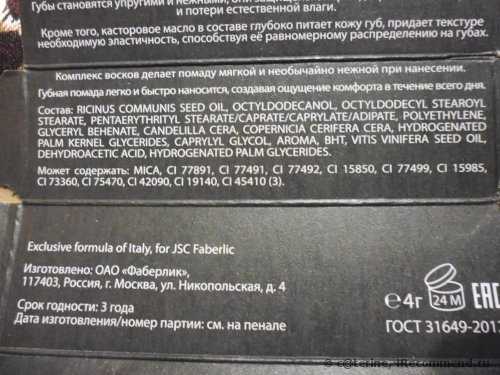 Губы становятся упругими и нежными,
и потери естественной влаги.
Кроме того, касторовое масло в составе глубоко питает кожу губ, придает текстуре
необходимую эластичность, способствуя её равномерному распределению на губах.
Комплекс восков делает помаду мягкой и необычайно нежной при нанесении.
Губная помада легко и быстро наносится, создавая ощущение комфорта в течение всего дня.
Состав: RICINUS COMMUNIS SEED OIL, OCTYLDODECANOL, OCTYLDODECYL STEAROYL
STEARATE, PENTAERYTHRITYL STEARATE/CAPRATE/CAPRYLATE/ADIPATE, POLYETHYLENE,
GLYCERYL BEHENATE, CANDELILLA CERA, COPERNICIA CERIFERA CERA, HYDROGENATED
PALM KERNEL GLYCERIDES, CAPRYLYL GLYCOL, AROMA, BHT, VITIS VINIFERA SEED OIL,
DEHYDROACETIC ACID, HYDROGENATED PALM GLYCERIDES.
Может содержать: MICA, CI 77891, CI 77491, CI 77492, CI 15850, CI 77499, CI 15985,
CI 73360, CI 75470, CI 42090, CI 19140, CI 45410 (3).
Exclusive formula of Italy, for JSC Faberlic
Изготовлено: ОАО «Фаберлик»,
117403, Россия, г. Москва, ул. Никопольская, д. 4
Срок годности: 3 года
Дата изготовления/номер партии: см. на пенале
e4г 24 M EAC
ГОСТ 31649-201